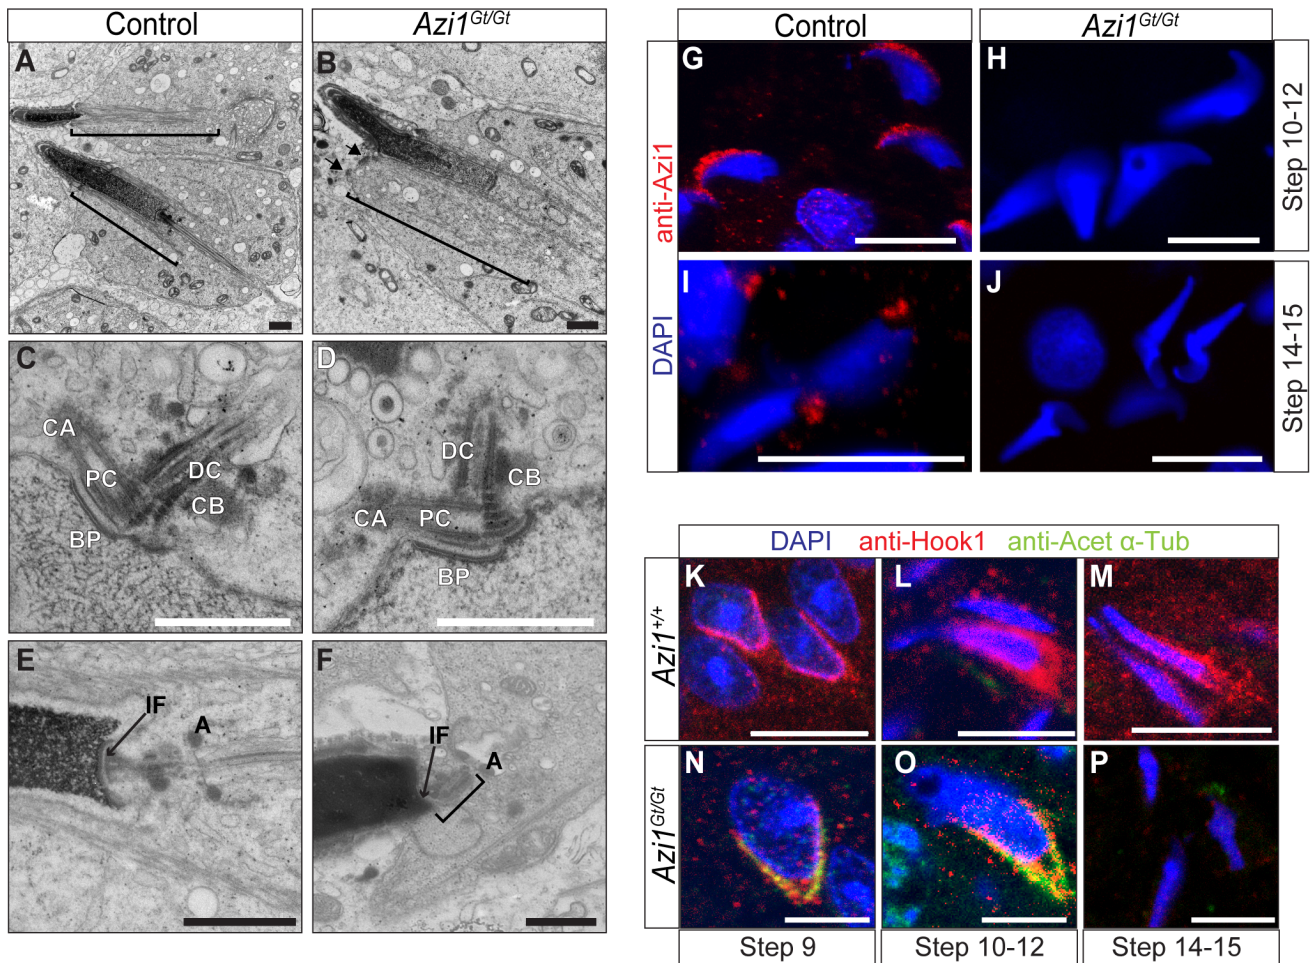 Control
Azi1Gt/Gt
A
B
C
CA
PC
DC
CB
BP
D
DC
CB
CA
PC
BP
E
IF
A
F
IF
A
Control
Azi1Gt/Gt
anti-Azi1
DAPI
G
H
I
J
Step 10-12
Step 14-15
DAPI anti-Hook1 anti-Acet α-Tub
Azi1+/+
K
L
M
Azi1Gt/Gt
N
O
P
Step 9
Step 10-12
Step 14-15